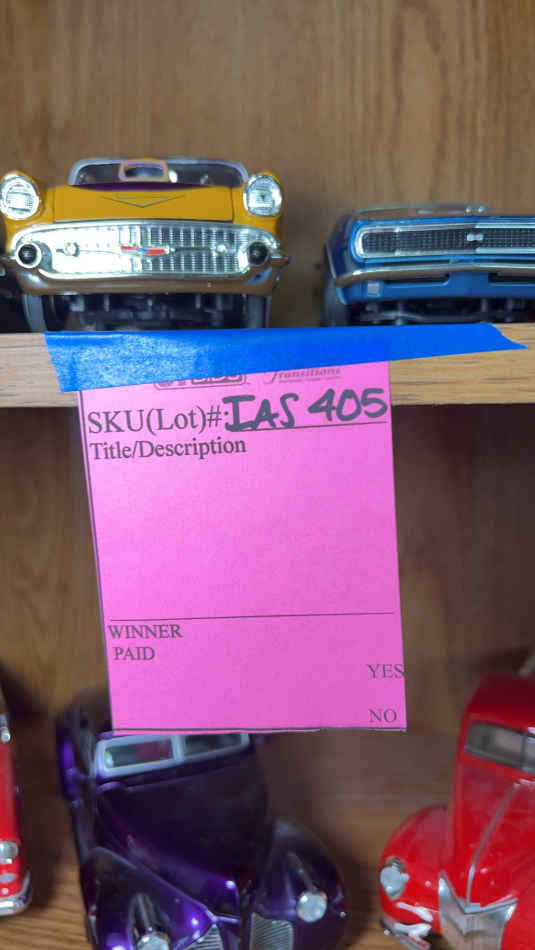 Transitions
SKU(Lot)#: IAS 405
Title/Description
WINNER
PAID
YES
NO